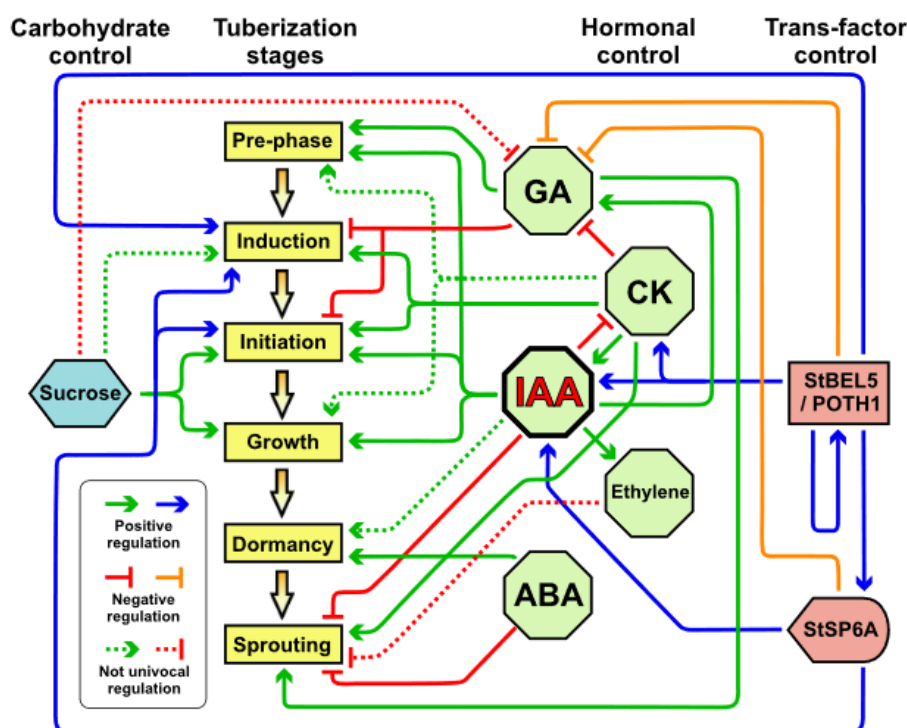 Carbohydrate
control
Tuberization
stages
Hormonal
control
Trans-factor
control
Pre-phase
GA
Induction
CK
Initiation
Sucrose
IAA
StBEL5
/ POTH1
Growth
Ethylene
Positive
regulation
Dormancy
ABA
Negative
regulation
StSP6A
Sprouting
Not univocal
regulation